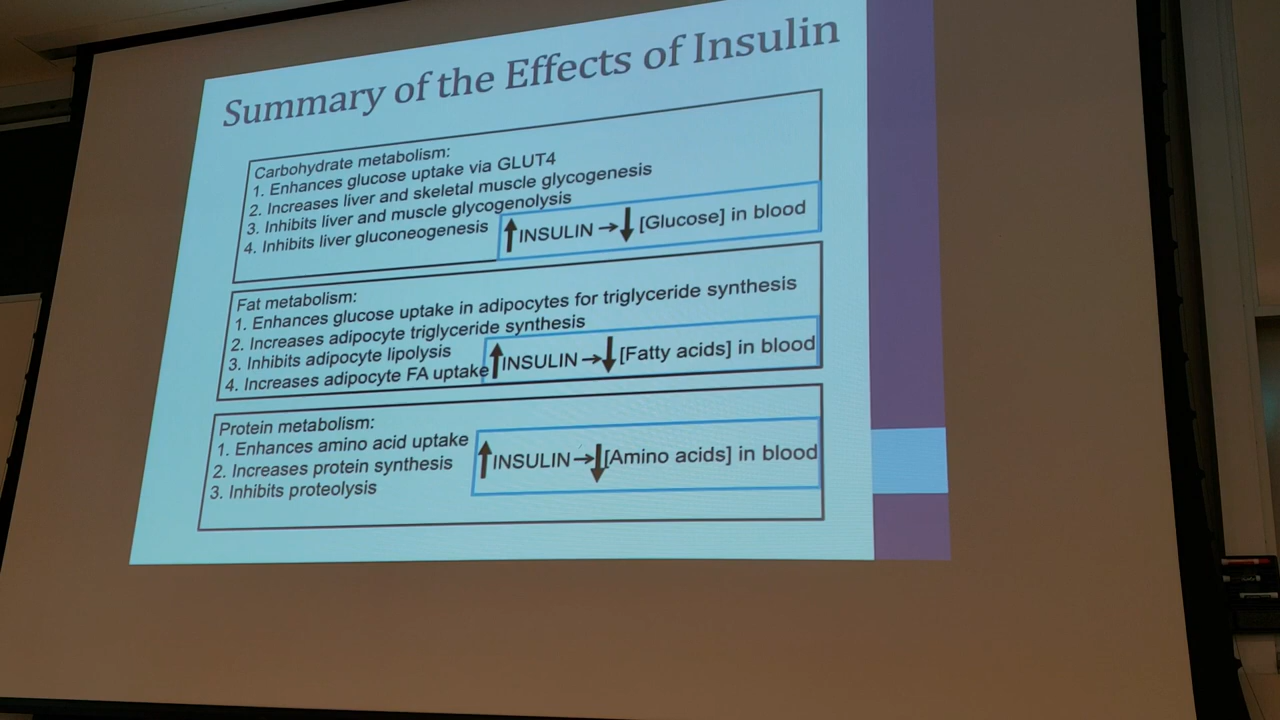 Summary of the Effects of Insulin
Carbohydrate metabolism:
1. Enhances glucose uptake via GLUT4
2. Increases liver and skeletal muscle glycogenesis
3. Inhibits liver and muscle glycogenolysis
4. Inhibits liver gluconeogenesis
↑INSULIN→↓[Glucose] in blood
Fat metabolism:
1. Enhances glucose uptake in adipocytes for triglyceride synthesis
2. Increases adipocyte triglyceride synthesis
3. Inhibits adipocyte lipolysis
4. Increases adipocyte FA uptake
↑INSULIN→↓[Fatty acids] in blood
Protein metabolism:
1. Enhances amino acid uptake
2. Increases protein synthesis
3. Inhibits proteolysis
↑INSULIN→↓[Amino acids] in blood